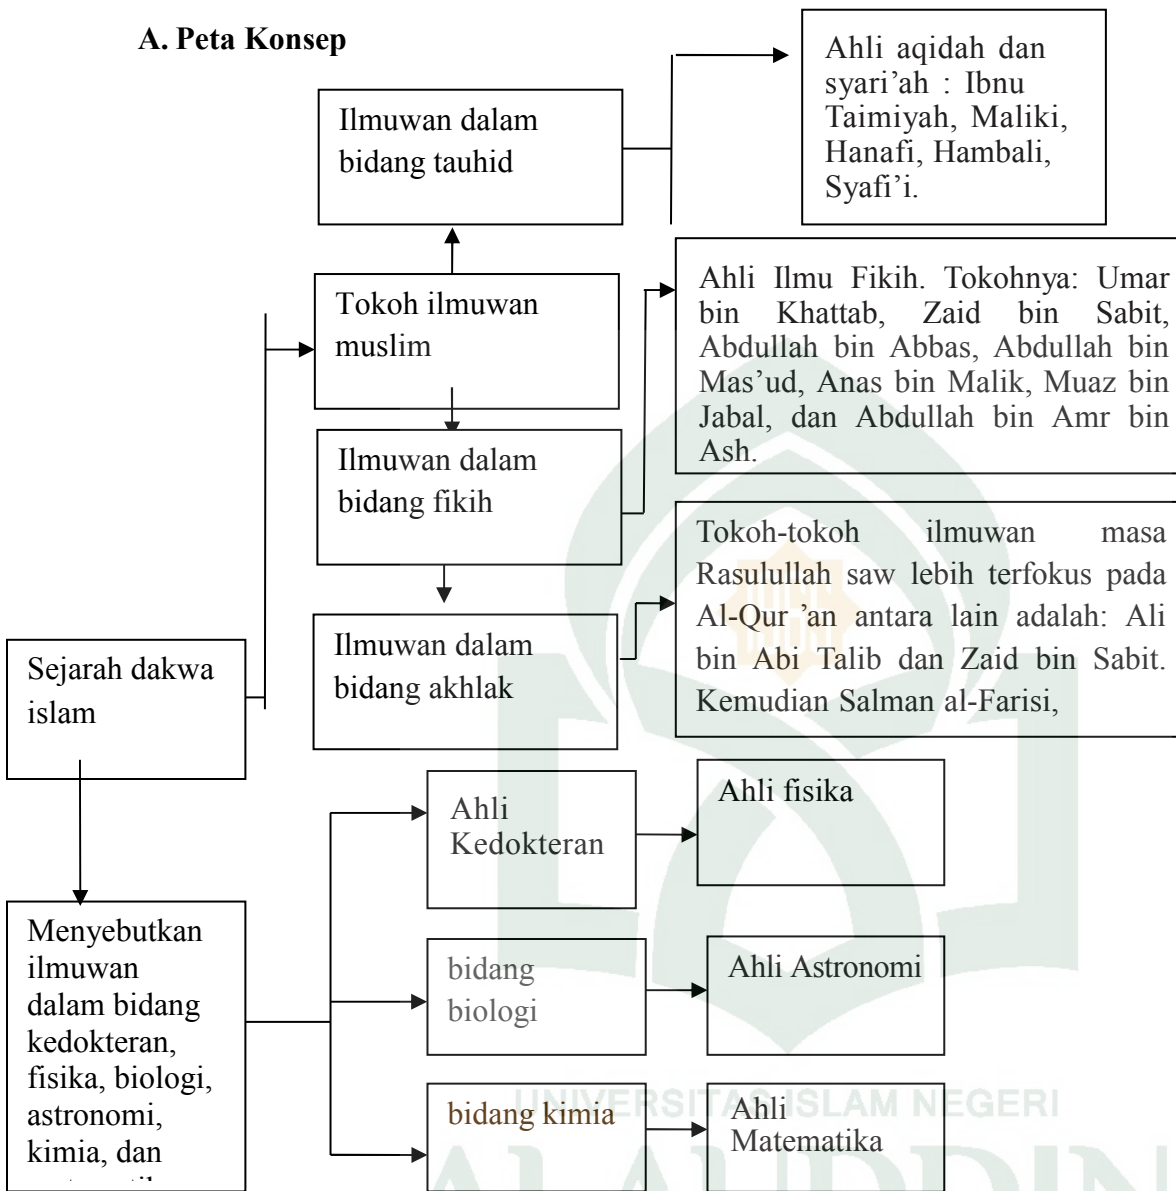 A. Peta Konsep
Ahli aqidah dan
syari’ah : Ibnu
Taimiyah, Maliki,
Hanafi, Hambali,
Syafi’i.
Ilmuwan dalam
bidang tauhid
Tokoh ilmuwan
muslim
Ahli Ilmu Fikih. Tokohnya: Umar
bin Khattab, Zaid bin Sabit,
Abdullah bin Abbas, Abdullah bin
Mas’ud, Anas bin Malik, Muaz bin
Jabal, dan Abdullah bin Amr bin
Ash.
Ilmuwan dalam
bidang fikih
Tokoh-tokoh ilmuwan masa
Rasulullah saw lebih terfokus pada
Al-Qur ’an antara lain adalah: Ali
bin Abi Talib dan Zaid bin Sabit.
Kemudian Salman al-Farisi,
Ilmuwan dalam
bidang akhlak
Sejarah dakwa
islam
Ahli
Kedokteran
Ahli fisika
Menyebutkan
ilmuwan
dalam bidang
kedokteran,
fisika, biologi,
astronomi,
kimia, dan
bidang
biologi
Ahli Astronomi
bidang kimia
Ahli
Matematika
UNIVERSITAS ISLAM NEGERI
ALAUDDIN